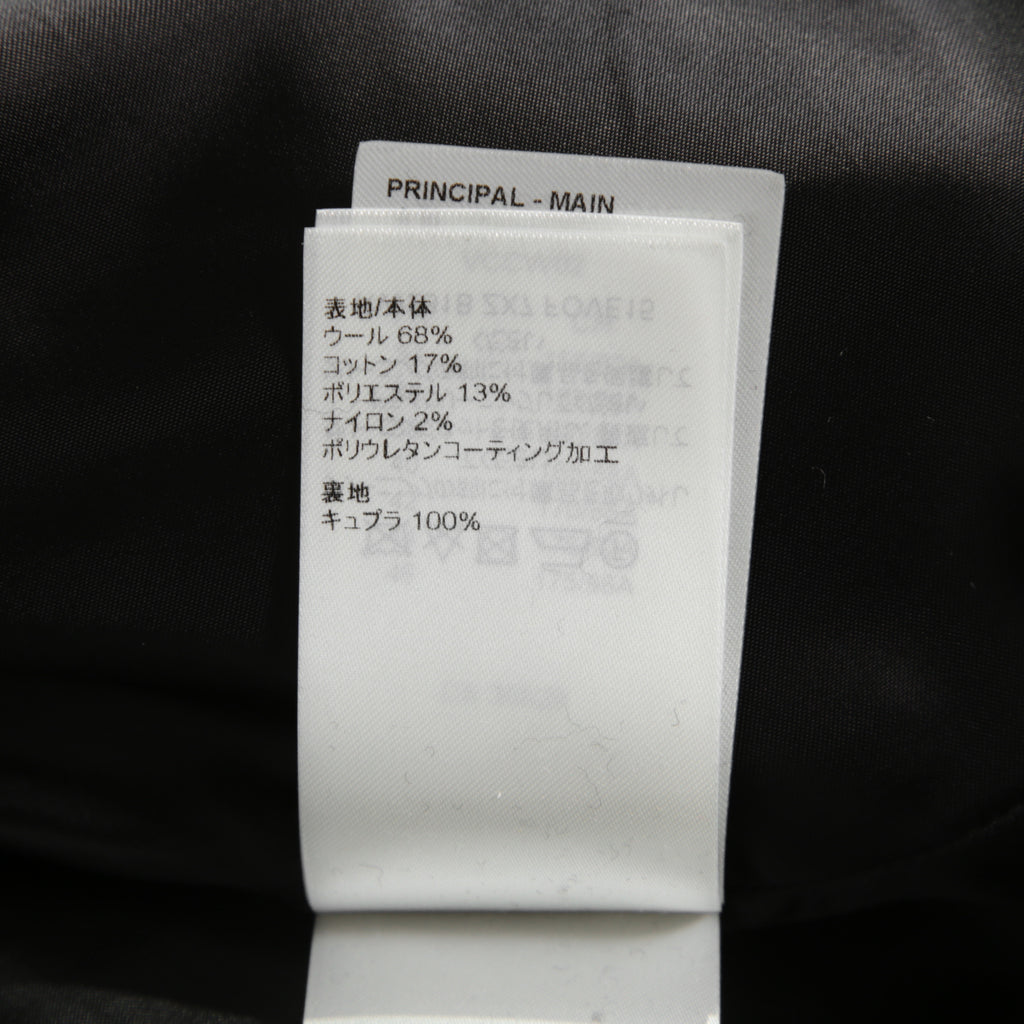 PRINCIPAL - MAIN
表地/本体
ウール 68%
コットン 17%
ポリエステル 13%
ナイロン 2%
ポリウレタンコーティング加工
裏地
キュプラ 100%